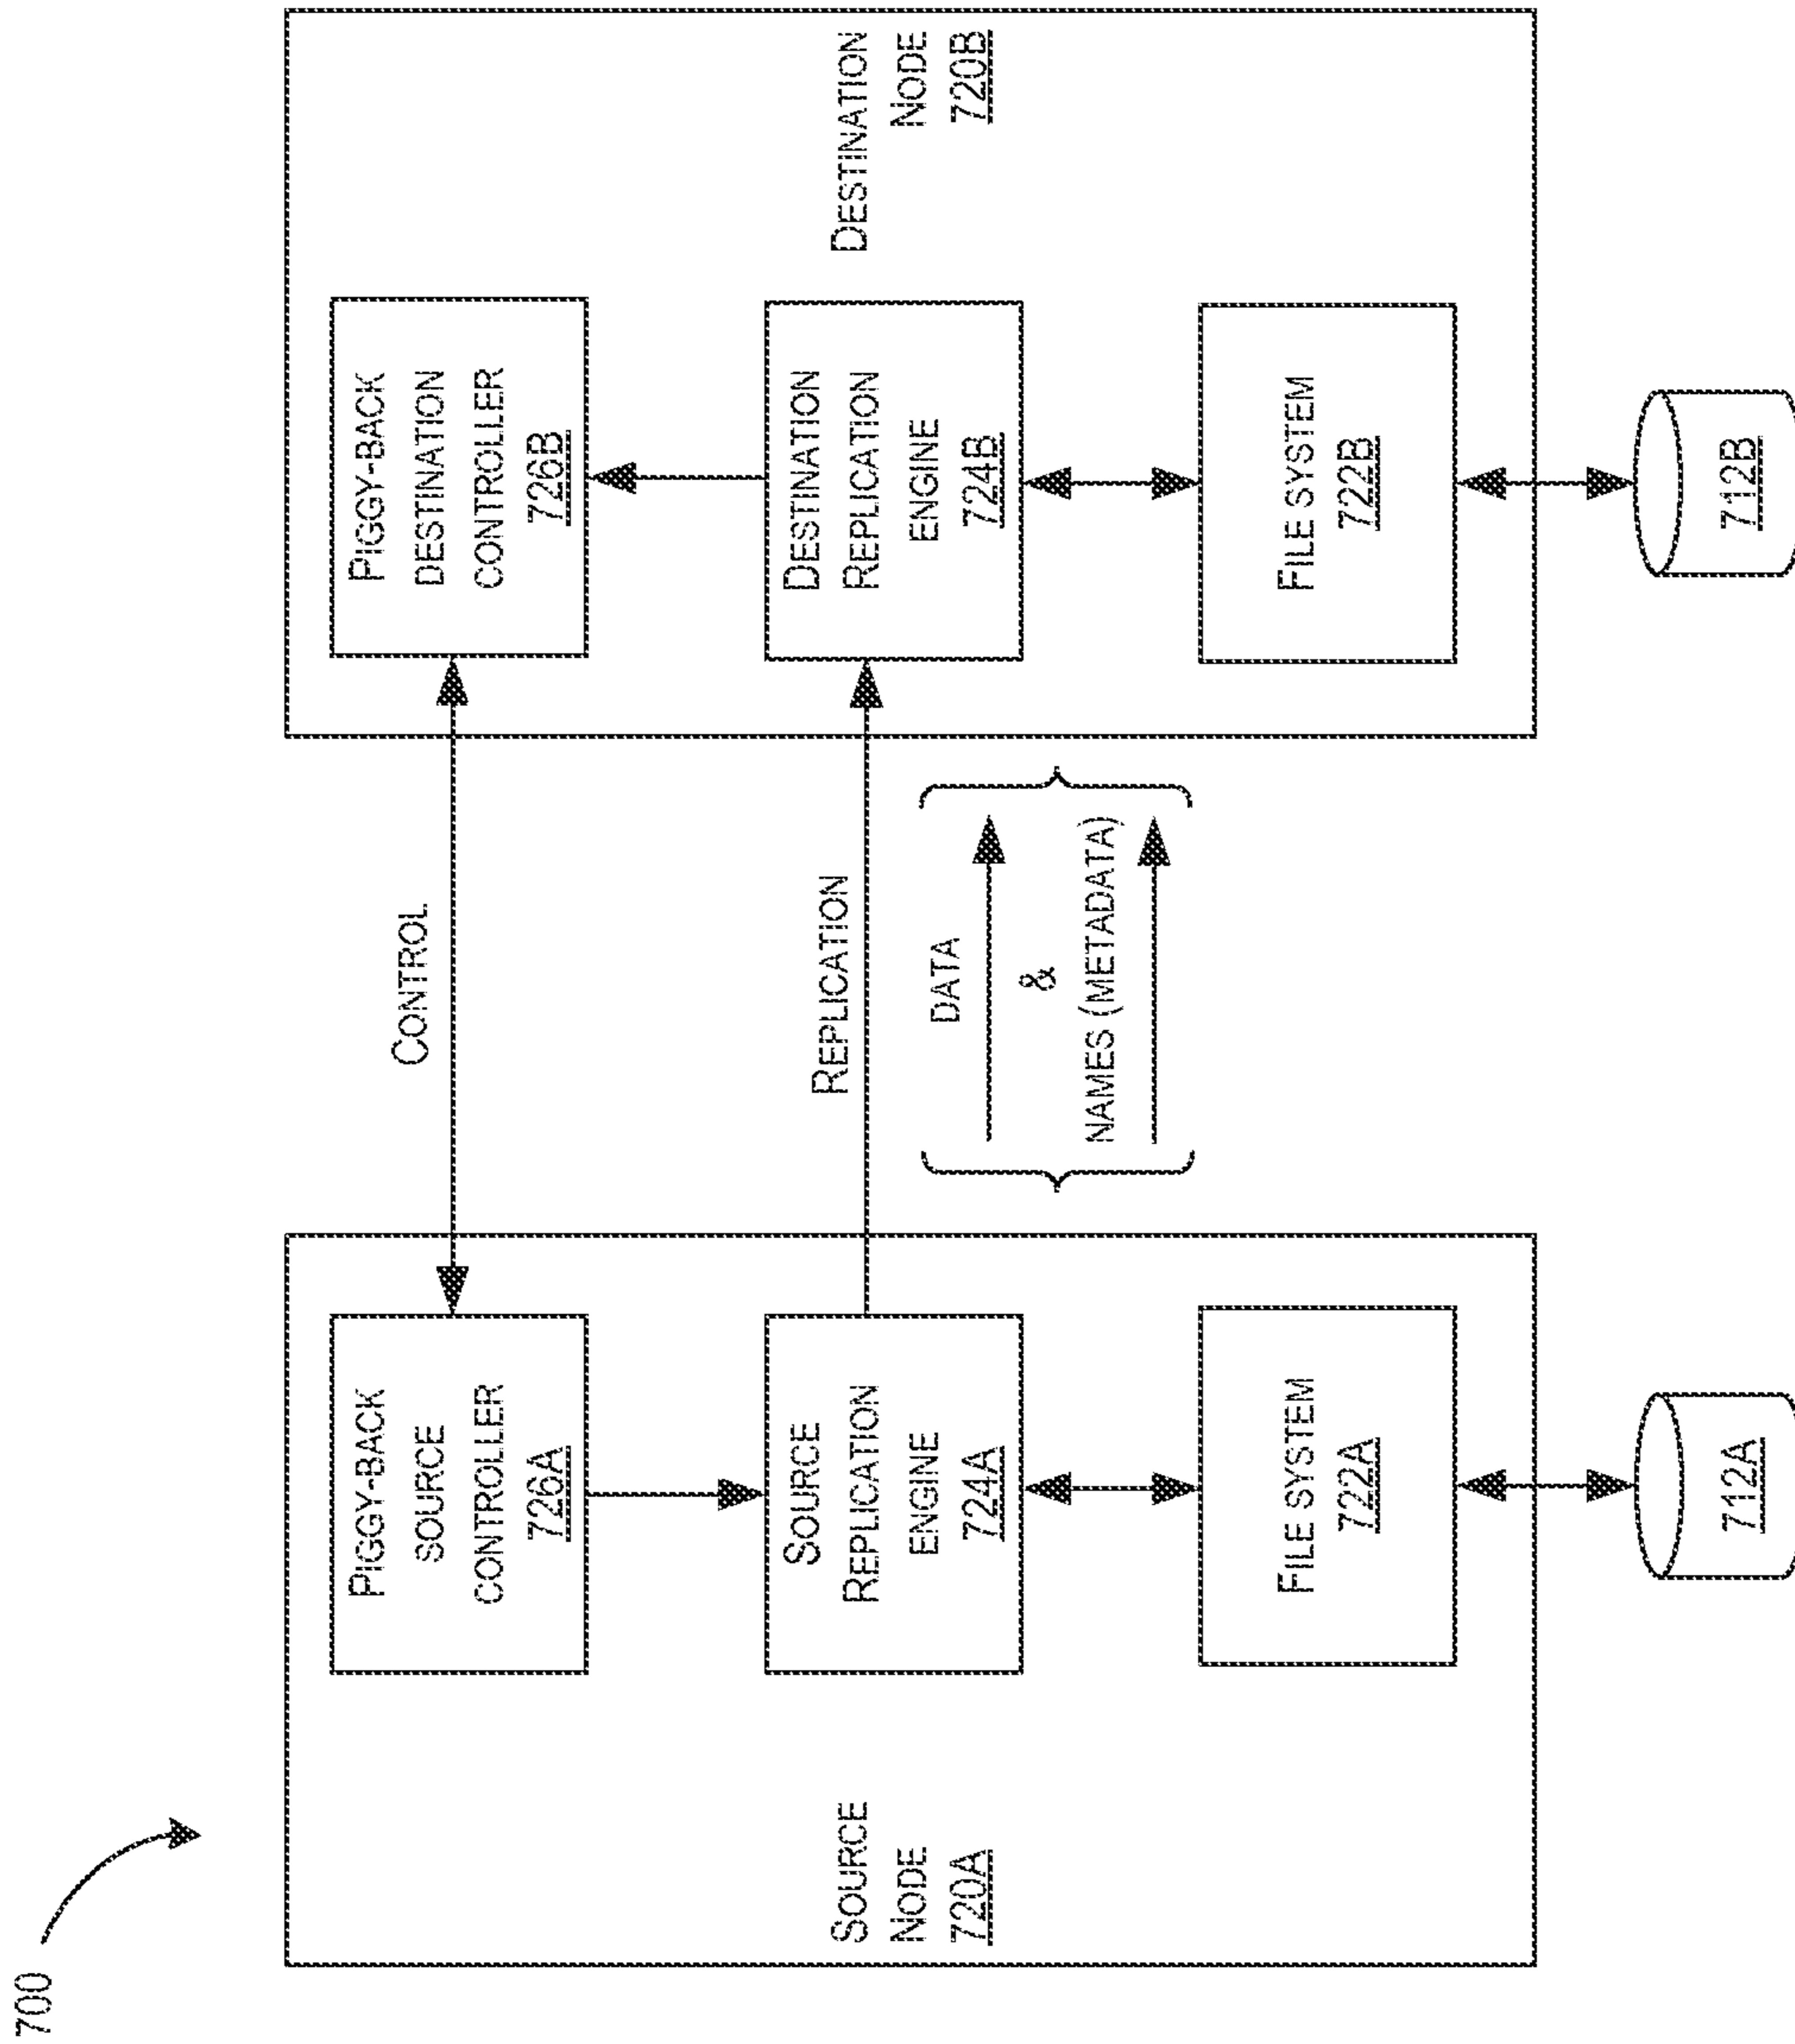 700
SOURCE
NODE
720A
PIGGY-BACK
SOURCE
CONTROLLER
726A
SOURCE
REPLICATION
ENGINE
724A
FILE SYSTEM
722A
712A
CONTROL
REPLICATION
DATA
&
NAMES (METADATA)
PIGGY-BACK
DESTINATION
CONTROLLER
726B
DESTINATION
REPLICATION
ENGINE
724B
FILE SYSTEM
722B
712B
DESTINATION
NODE
720B